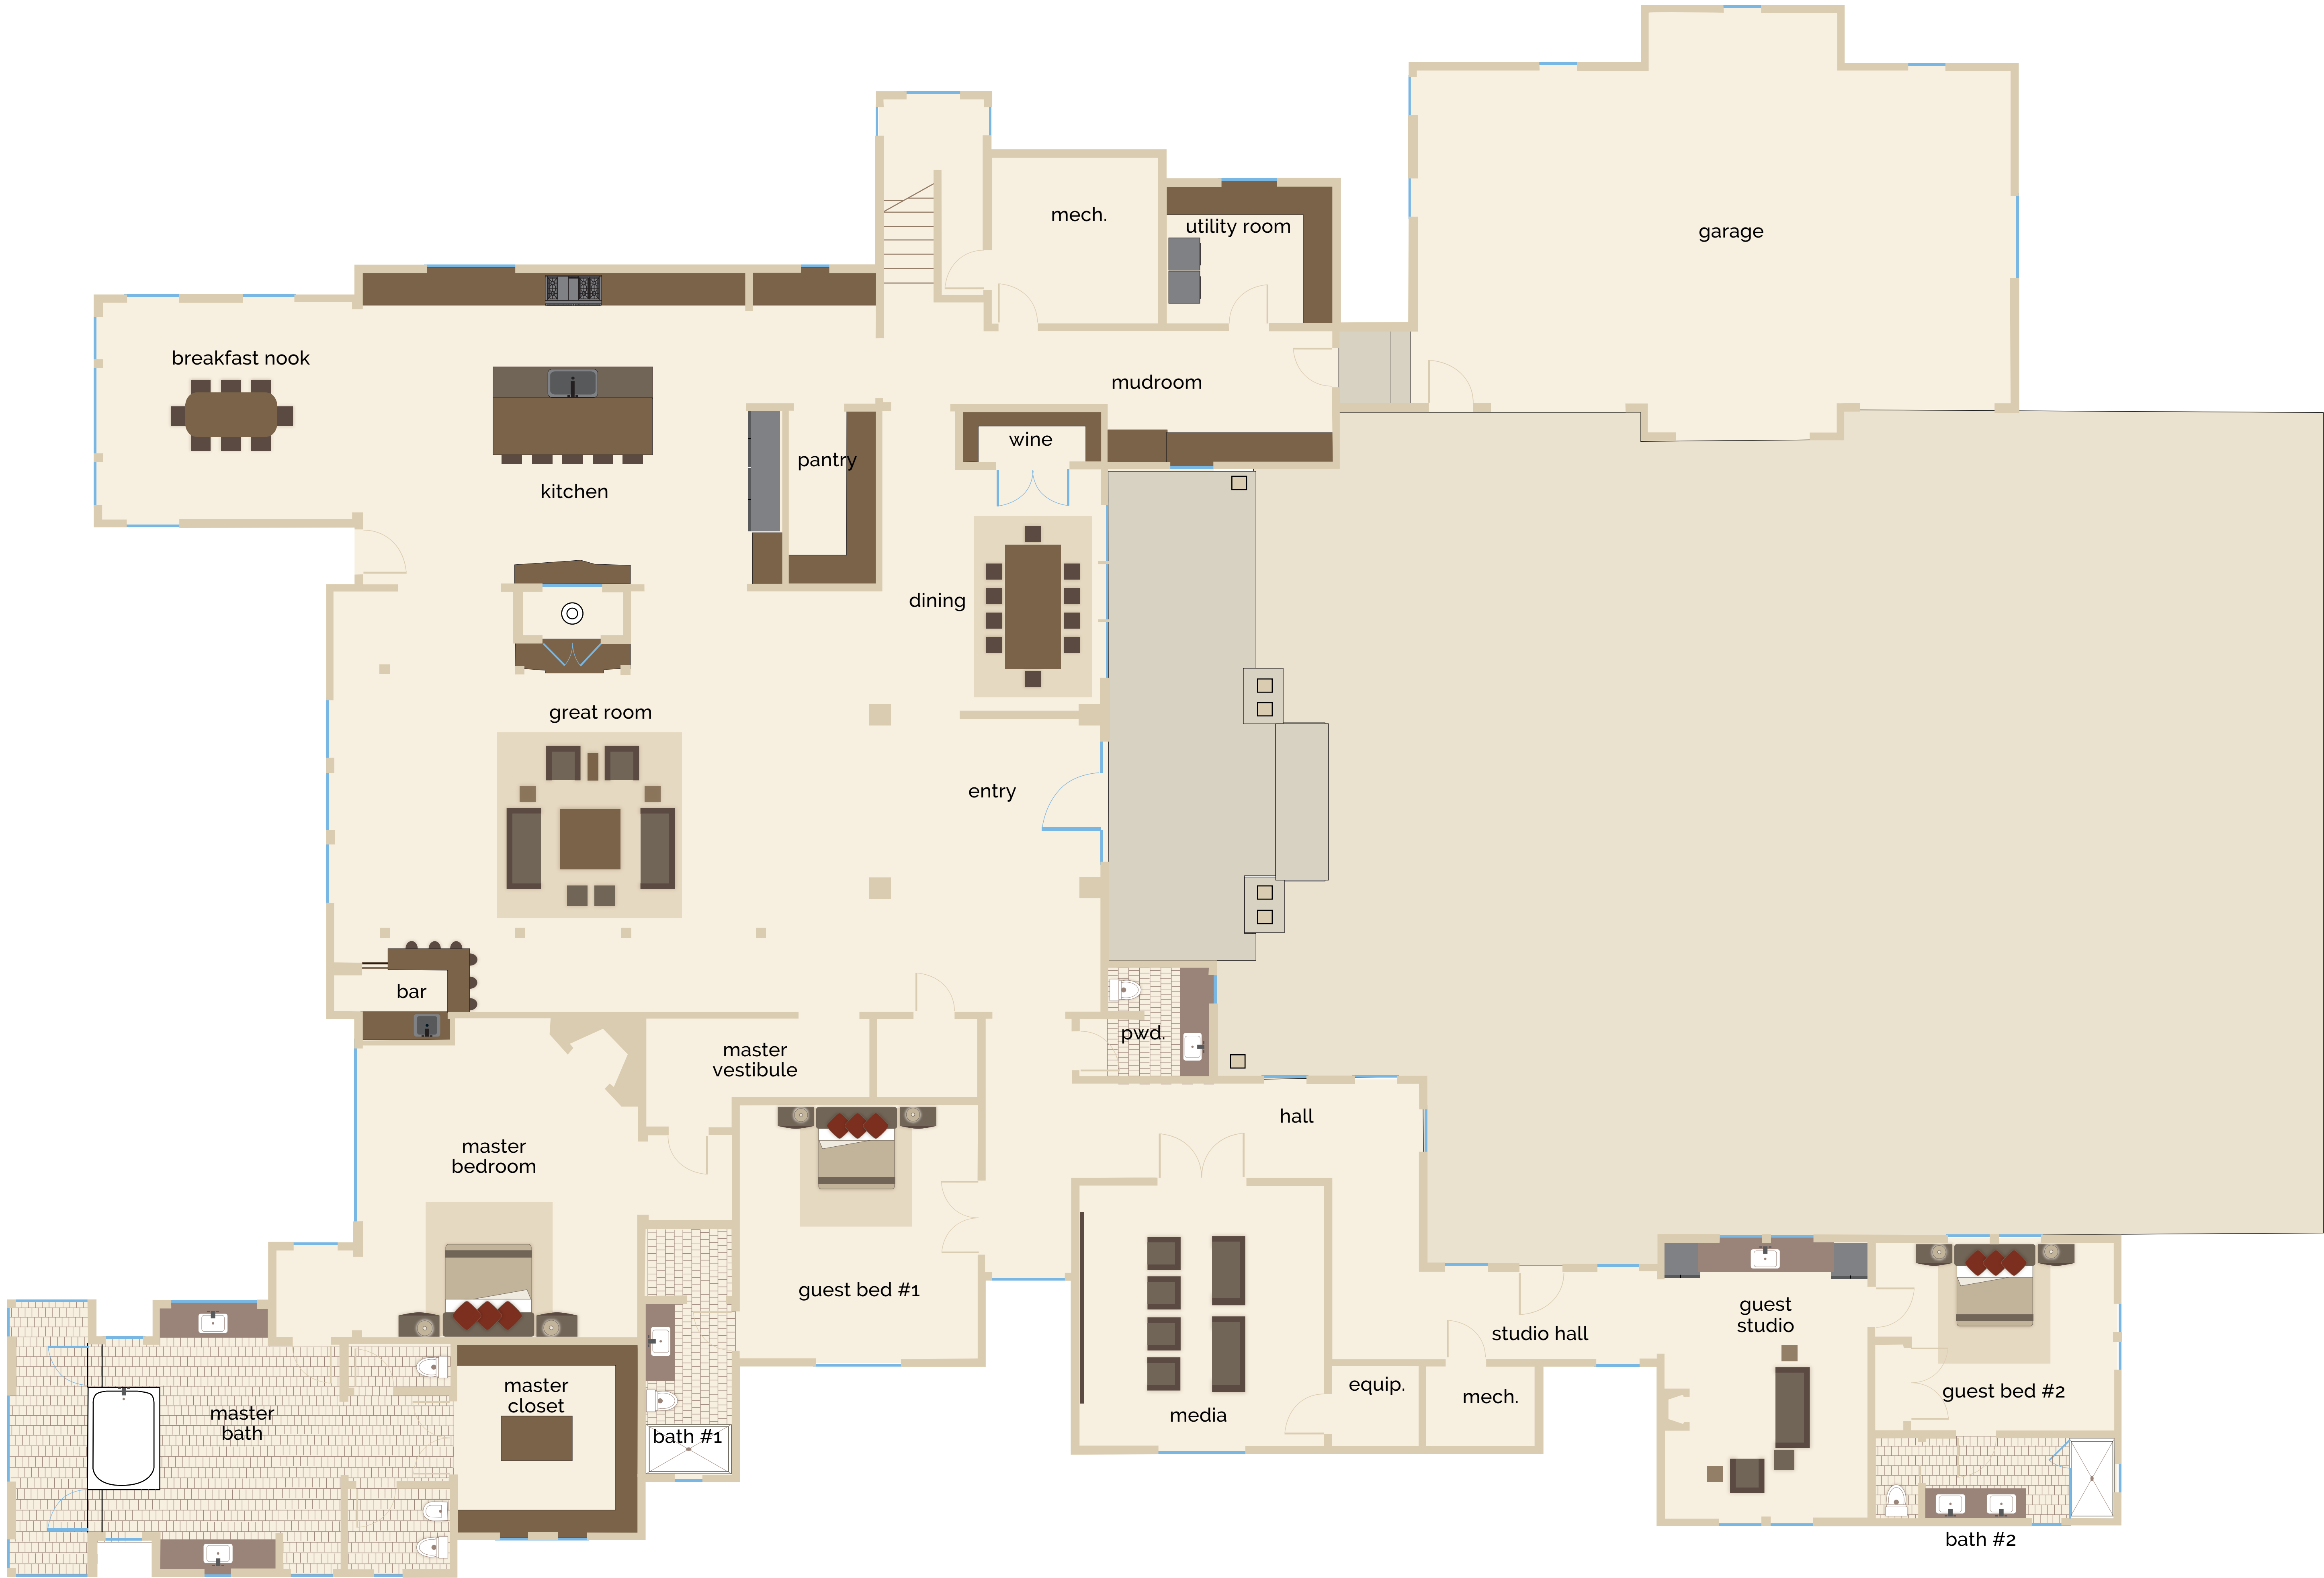 mech.
utility room
garage
breakfast nook
mudroom
wine
pantry
kitchen
dining
great room
entry
bar
pwd.
master
vestibule
hall
master
bedroom
guest bed #1
guest
studio
studio hall
master
closet
equip.
mech.
guest bed #2
master
bath
media
bath #1
bath #2